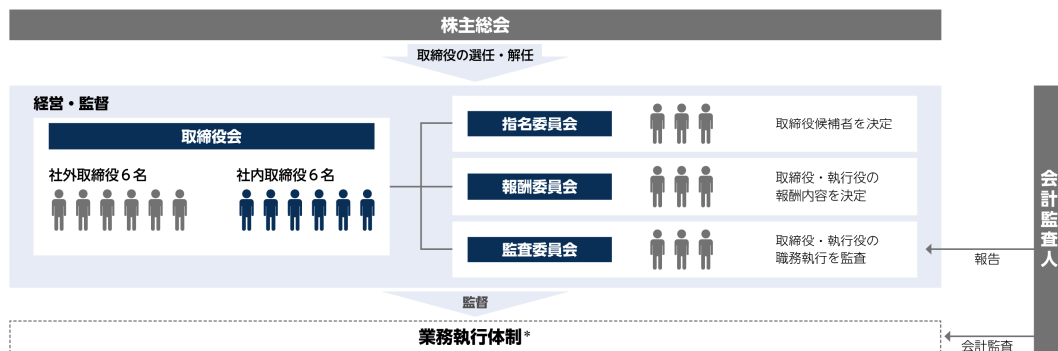 株主総会
取締役の選任・解任
経営・監督
取締役会
社外取締役6名
社内取締役6名
指名委員会
取締役候補者を決定
報酬委員会
取締役・執行役の
報酬内容を決定
監査委員会
取締役・執行役の
職務執行を監査
会計監査人
報告
監督
業務執行体制*
会計監査